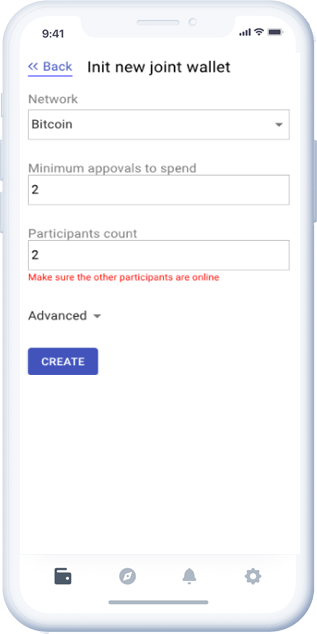 9:41
<< Back Init new joint wallet
Network
Bitcoin
Minimum appovals to spend
2
Participants count
2
Make sure the other participants are online
Advanced
CREATE